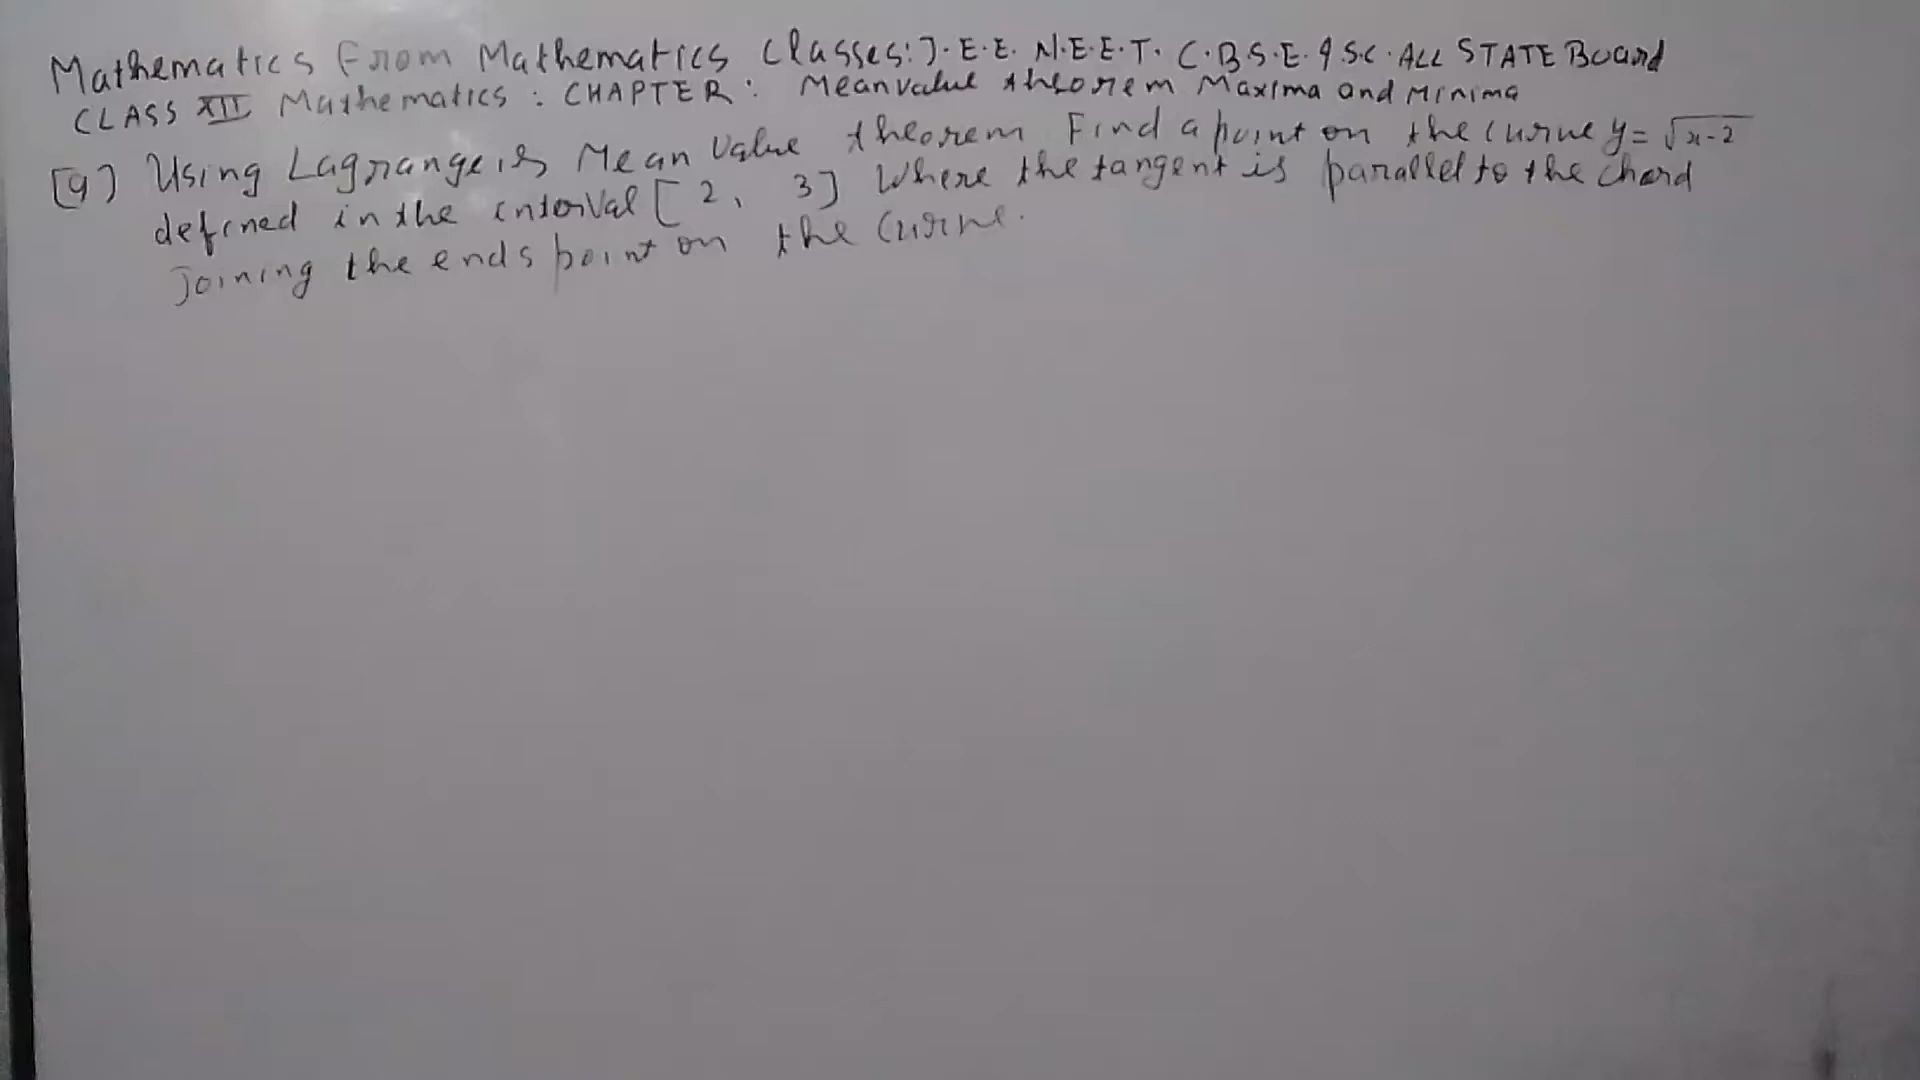 Mathematics From Mathematics Classes: J.E.E. N.E.E.T. C.B.S.E. I S.C. ALL STATE Board
CLASS XII Mathematics : CHAPTER : Mean value theorem Maxima and Minima
[9] Using Lagrange's Mean Value theorem Find a point on the curve y = √x-2
defined in the interval [2, 3] Where the tangent is parallel to the chord
Joining the ends point on the Curve.